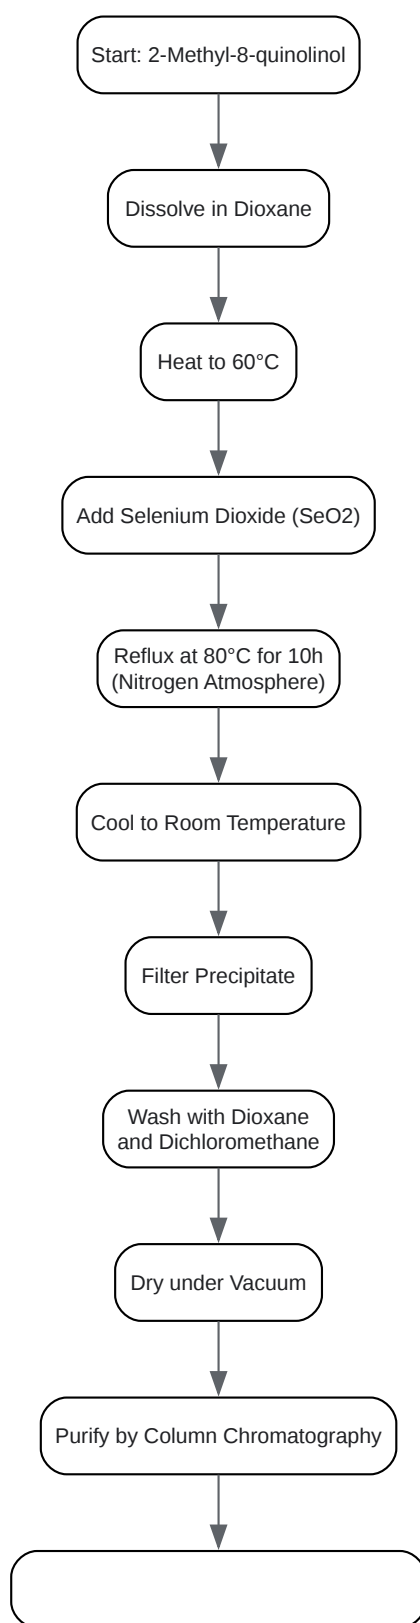 Start: 2-Methyl-8-quinolinol
Dissolve in Dioxane
Heat to 60°C
Add Selenium Dioxide (SeO2)
Reflux at 80°C for 10h
(Nitrogen Atmosphere)
Cool to Room Temperature
Filter Precipitate
Wash with Dioxane
and Dichloromethane
Dry under Vacuum
Purify by Column Chromatography